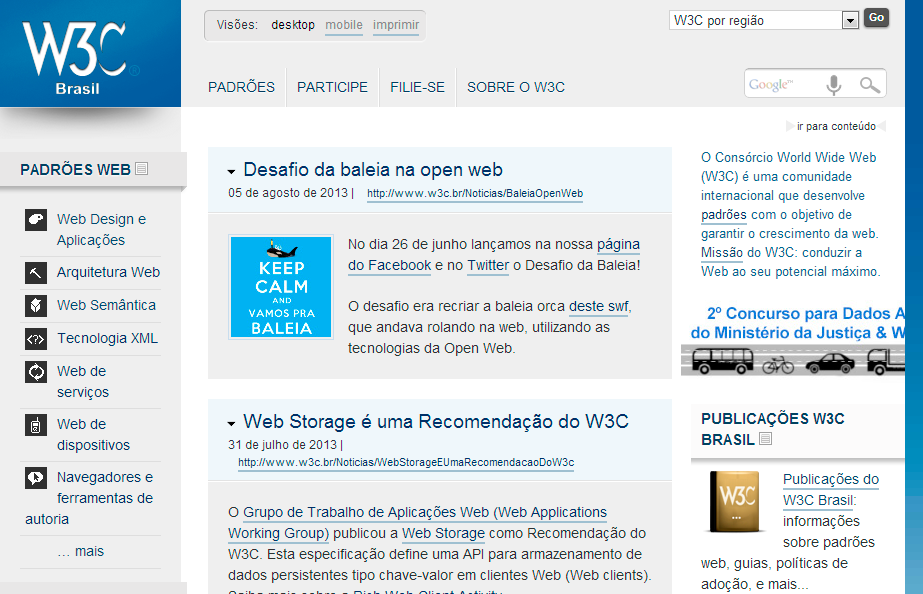 W3C
Brasil
Visões: desktop mobile imprimir
W3C por região
Go
PADRÕES
PARTICIPE
FILIE-SE
SOBRE O W3C
Google™
ir para conteúdo
PADRÕES WEB
Web Design e
Aplicações
Arquitetura Web
Web Semântica
Tecnologia XML
Web de
serviços
Web de
dispositivos
Navegadores e
ferramentas de
autoria
... mais
Desafio da baleia na open web
05 de agosto de 2013 | http://www.w3c.br/Noticias/BaleiaOpenWeb
KEEP
CALM
AND
VAMOS PRA
BALEIA
No dia 26 de junho lançamos na nossa página
do Facebook e no Twitter o Desafio da Baleia!
O desafio era recriar a baleia orca deste swf,
que andava rolando na web, utilizando as
tecnologias da Open Web.
Web Storage é uma Recomendação do W3C
31 de julho de 2013 |
http://www.w3c.br/Noticias/WebStorageEUmaRecomendacaoDoW3c
O Grupo de Trabalho de Aplicações Web (Web Applications
Working Group) publicou a Web Storage como Recomendação do
W3C. Esta especificação define uma API para armazenamento de
dados persistentes tipo chave-valor em clientes Web (Web clients).
Saiba mais sobre a Rich Web Client Activity.
O Consórcio World Wide Web
(W3C) é uma comunidade
internacional que desenvolve
padrões com o objetivo de
garantir o crescimento da web.
Missão do W3C: conduzir a
Web ao seu potencial máximo.
2º Concurso para Dados A
do Ministério da Justiça & W
PUBLICAÇÕES W3C
BRASIL
W3C
Publicações do
W3C Brasil:
informações
sobre padrões
web, guias, políticas de
adoção, e mais...